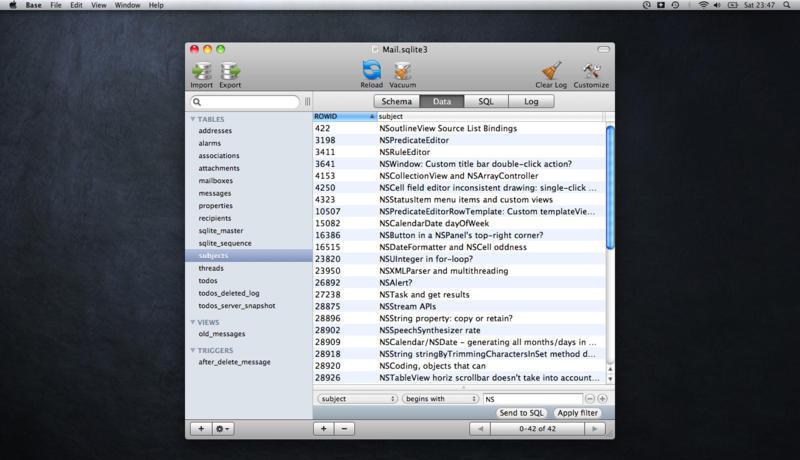 Base File Edit View Window Help Sat 23:47
Mail.sqlite3
Import Export Reload Vacuum Clear Log Customize
Schema Data SQL Log
TABLES
addresses
alarms
associations
attachments
mailboxes
messages
properties
recipients
sqlite_master
sqlite_sequence
subjects
threads
todos
todos_deleted_log
todos_server_snapshot
VIEWS
old_messages
TRIGGERS
after_delete_message
ROWID subject
422 NSoutlineView Source List Bindings
3198 NSPredicateEditor
3411 NSRuleEditor
3641 NSWindow: Custom title bar double-click action?
4153 NSCollectionView and NSArrayController
4250 NSCell field editor inconsistent drawing: single-click ...
4323 NSStatusItem menu items and custom views
10507 NSPredicateEditorRowTemplate: Custom templateVie...
15082 NSCalendarDate dayOfWeek
16386 NSButton in a NSPanel's top-right corner?
16515 NSDateFormatter and NSCell oddness
23820 NSUInteger in for-loop?
23950 NSXMLParser and multithreading
26892 NSAlert?
27238 NSTask and get results
28875 NSStream APIs
28896 NSString property: copy or retain?
28902 NSSpeechSynthesizer rate
28909 NSCalendar/NSDate - generating all months/days in ...
28918 NSString stringByTrimmingCharactersInSet method d...
28920 NSCoding, objects that can
28926 NSTableView horiz scrollbar doesn't take into account...
subject begins with NS
Send to SQL Apply filter
0-42 of 42